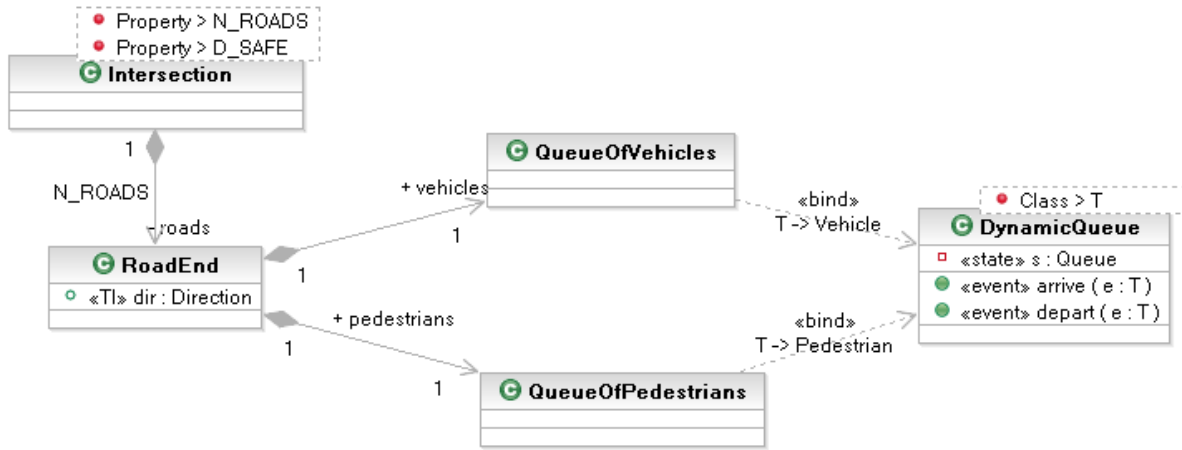 Property > N_ROADS
Property > D_SAFE
C Intersection
1
N_ROADS
- roads
C RoadEnd
«TI» dir : Direction
1
+ vehicles
1
C QueueOfVehicles
1
+ pedestrians
1
C QueueOfPedestrians
«bind»
T -> Vehicle
«bind»
T -> Pedestrian
Class > T
C DynamicQueue
«state» s : Queue
«event» arrive ( e : T )
«event» depart ( e : T )